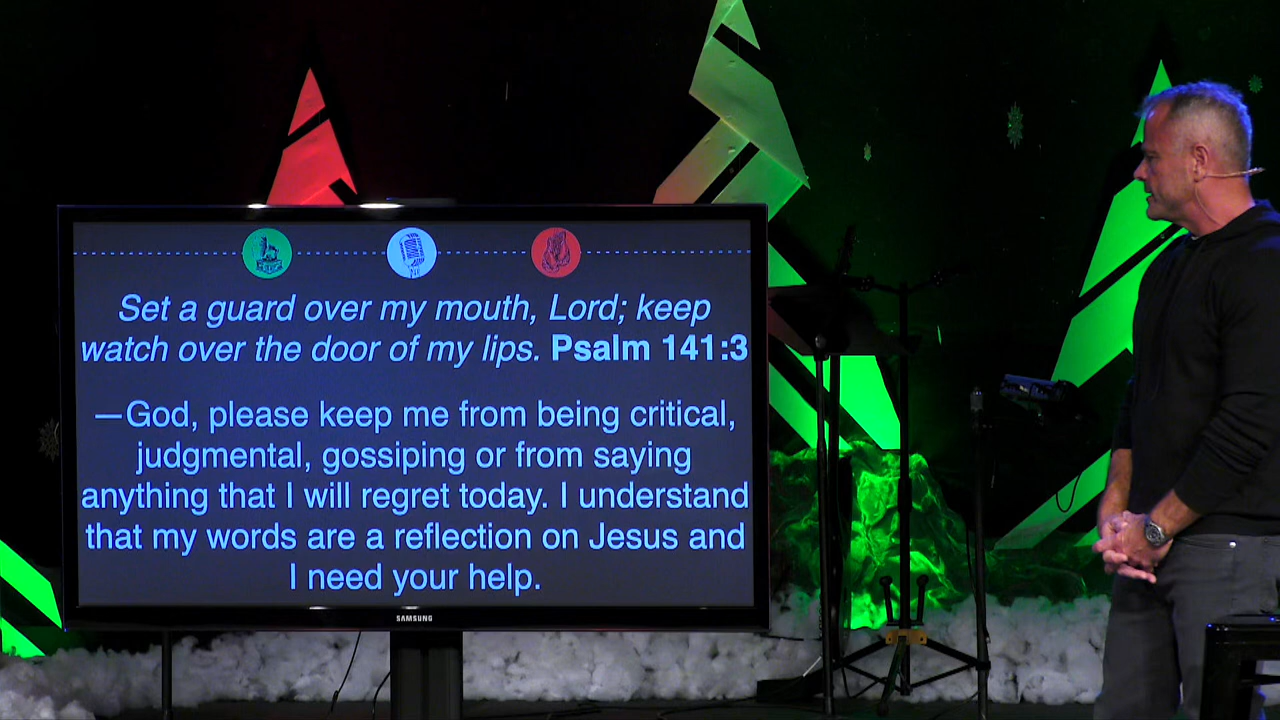 Set a guard over my mouth, Lord; keep
watch over the door of my lips. Psalm 141:3
—God, please keep me from being critical,
judgmental, gossiping or from saying
anything that I will regret today. I understand
that my words are a reflection on Jesus and
I need your help.
SAMSUNG